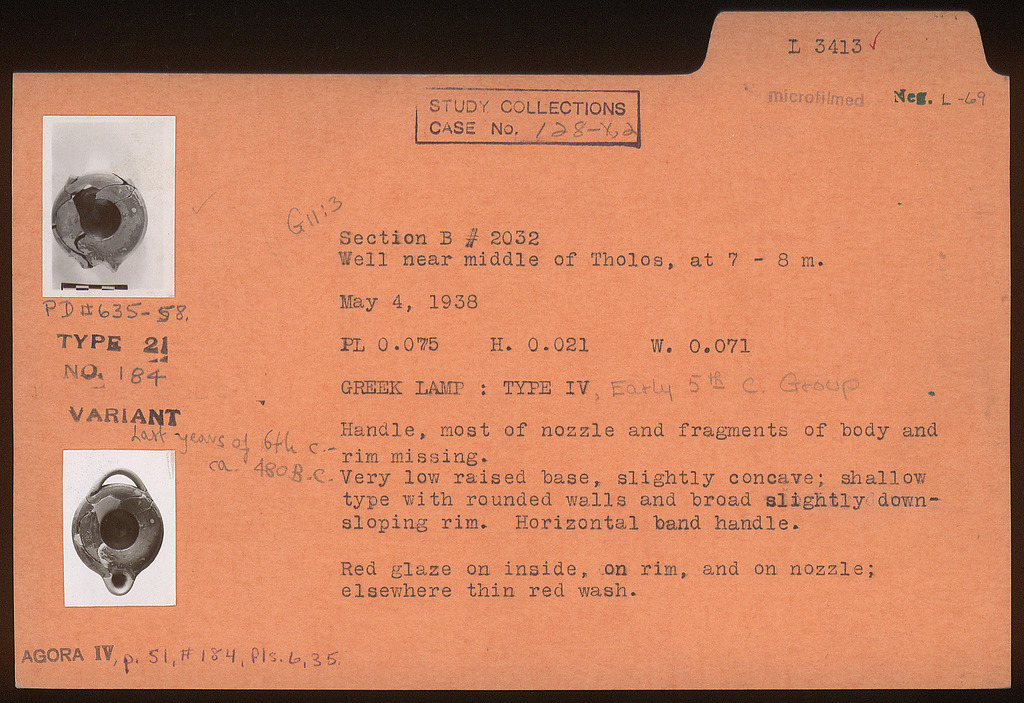 L 3413 ✓
microfilmed Neg. L -69
STUDY COLLECTIONS
CASE No.
G11:3
Section B # 2032
Well near middle of Tholos, at 7 - 8 m.
May 4, 1938
PL 0.075 H. 0.021 W. 0.071
GREEK LAMP : TYPE IV, Early 5th C. Group
Handle, most of nozzle and fragments of body and
rim missing.
Very low raised base, slightly concave; shallow
type with rounded walls and broad slightly down-
sloping rim. Horizontal band handle.
Red glaze on inside, on rim, and on nozzle;
elsewhere thin red wash.
PD#635-58.
TYPE 21
NO. 184
VARIANT
Last years of 6th c. -
ca. 480 B.C.
AGORA IV, p. 51, #184, Pls. 6, 35.